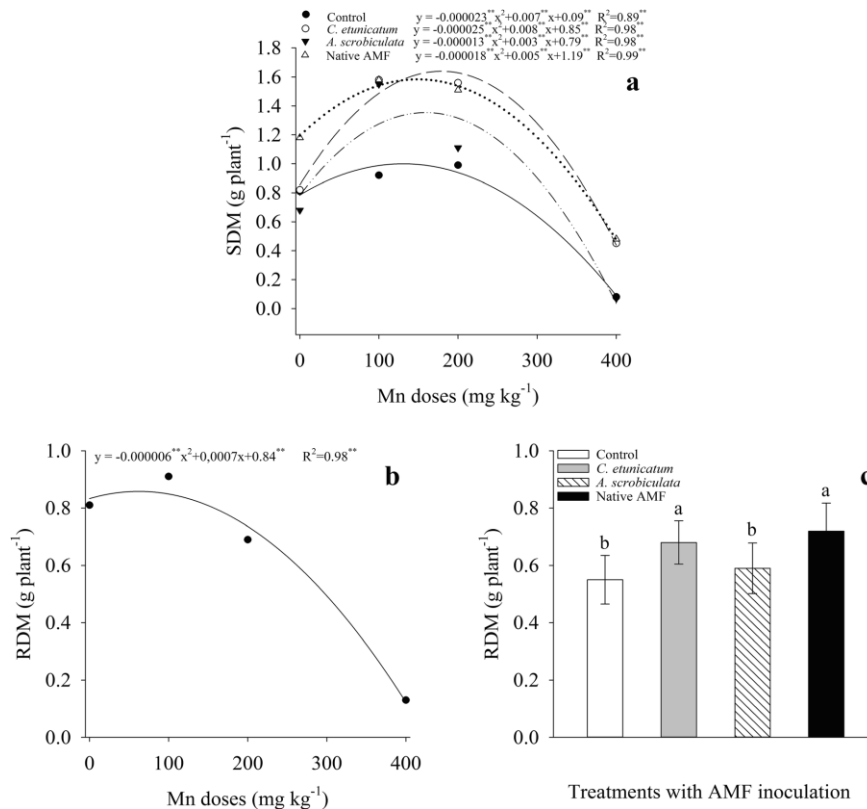 Control y = -0.000023**x²+0.007**x+0.09** R²=0.89**
C. etunicatum y = -0.000025**x²+0.008**x+0.85** R²=0.98**
A. scrobiculata y = -0.000013**x²+0.003**x+0.79** R²=0.98**
Native AMF y = -0.000018**x²+0.005**x+1.19** R²=0.99**
a
1.8
1.6
1.4
1.2
1.0
0.8
0.6
0.4
0.2
0.0
SDM (g plant⁻¹)
0 100 200 300 400
Mn doses (mg kg⁻¹)
y = -0.000006**x²+0,0007x+0.84** R²=0.98**
b
1.0
0.8
0.6
0.4
0.2
0.0
RDM (g plant⁻¹)
0 100 200 300 400
Mn doses (mg kg⁻¹)
Control
C. etunicatum
A. scrobiculata
Native AMF
c
b a b a
1.0
0.8
0.6
0.4
0.2
0.0
RDM (g plant⁻¹)
Treatments with AMF inoculation